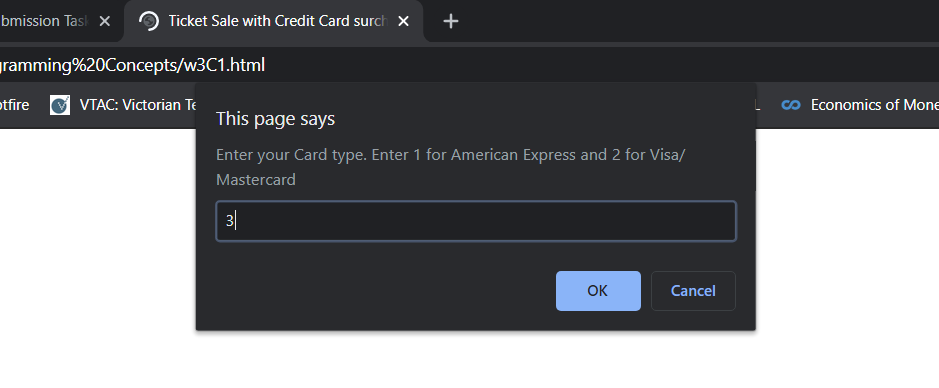 bmission Task
Ticket Sale with Credit Card surch
gramming%20Concepts/w3C1.html
otfire VTAC: Victorian Te L Economics of Mone
This page says
Enter your Card type. Enter 1 for American Express and 2 for Visa/
Mastercard
3
OK Cancel